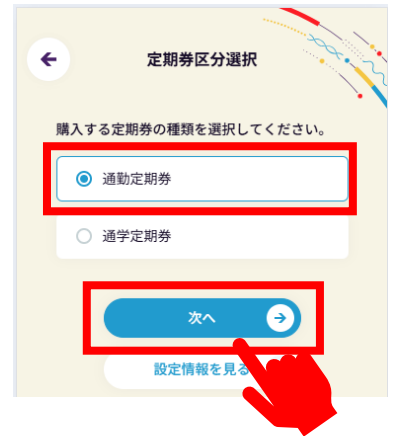 定期券区分選択
購入する定期券の種類を選択してください。
通勤定期券
通学定期券
次へ
設定情報を見る